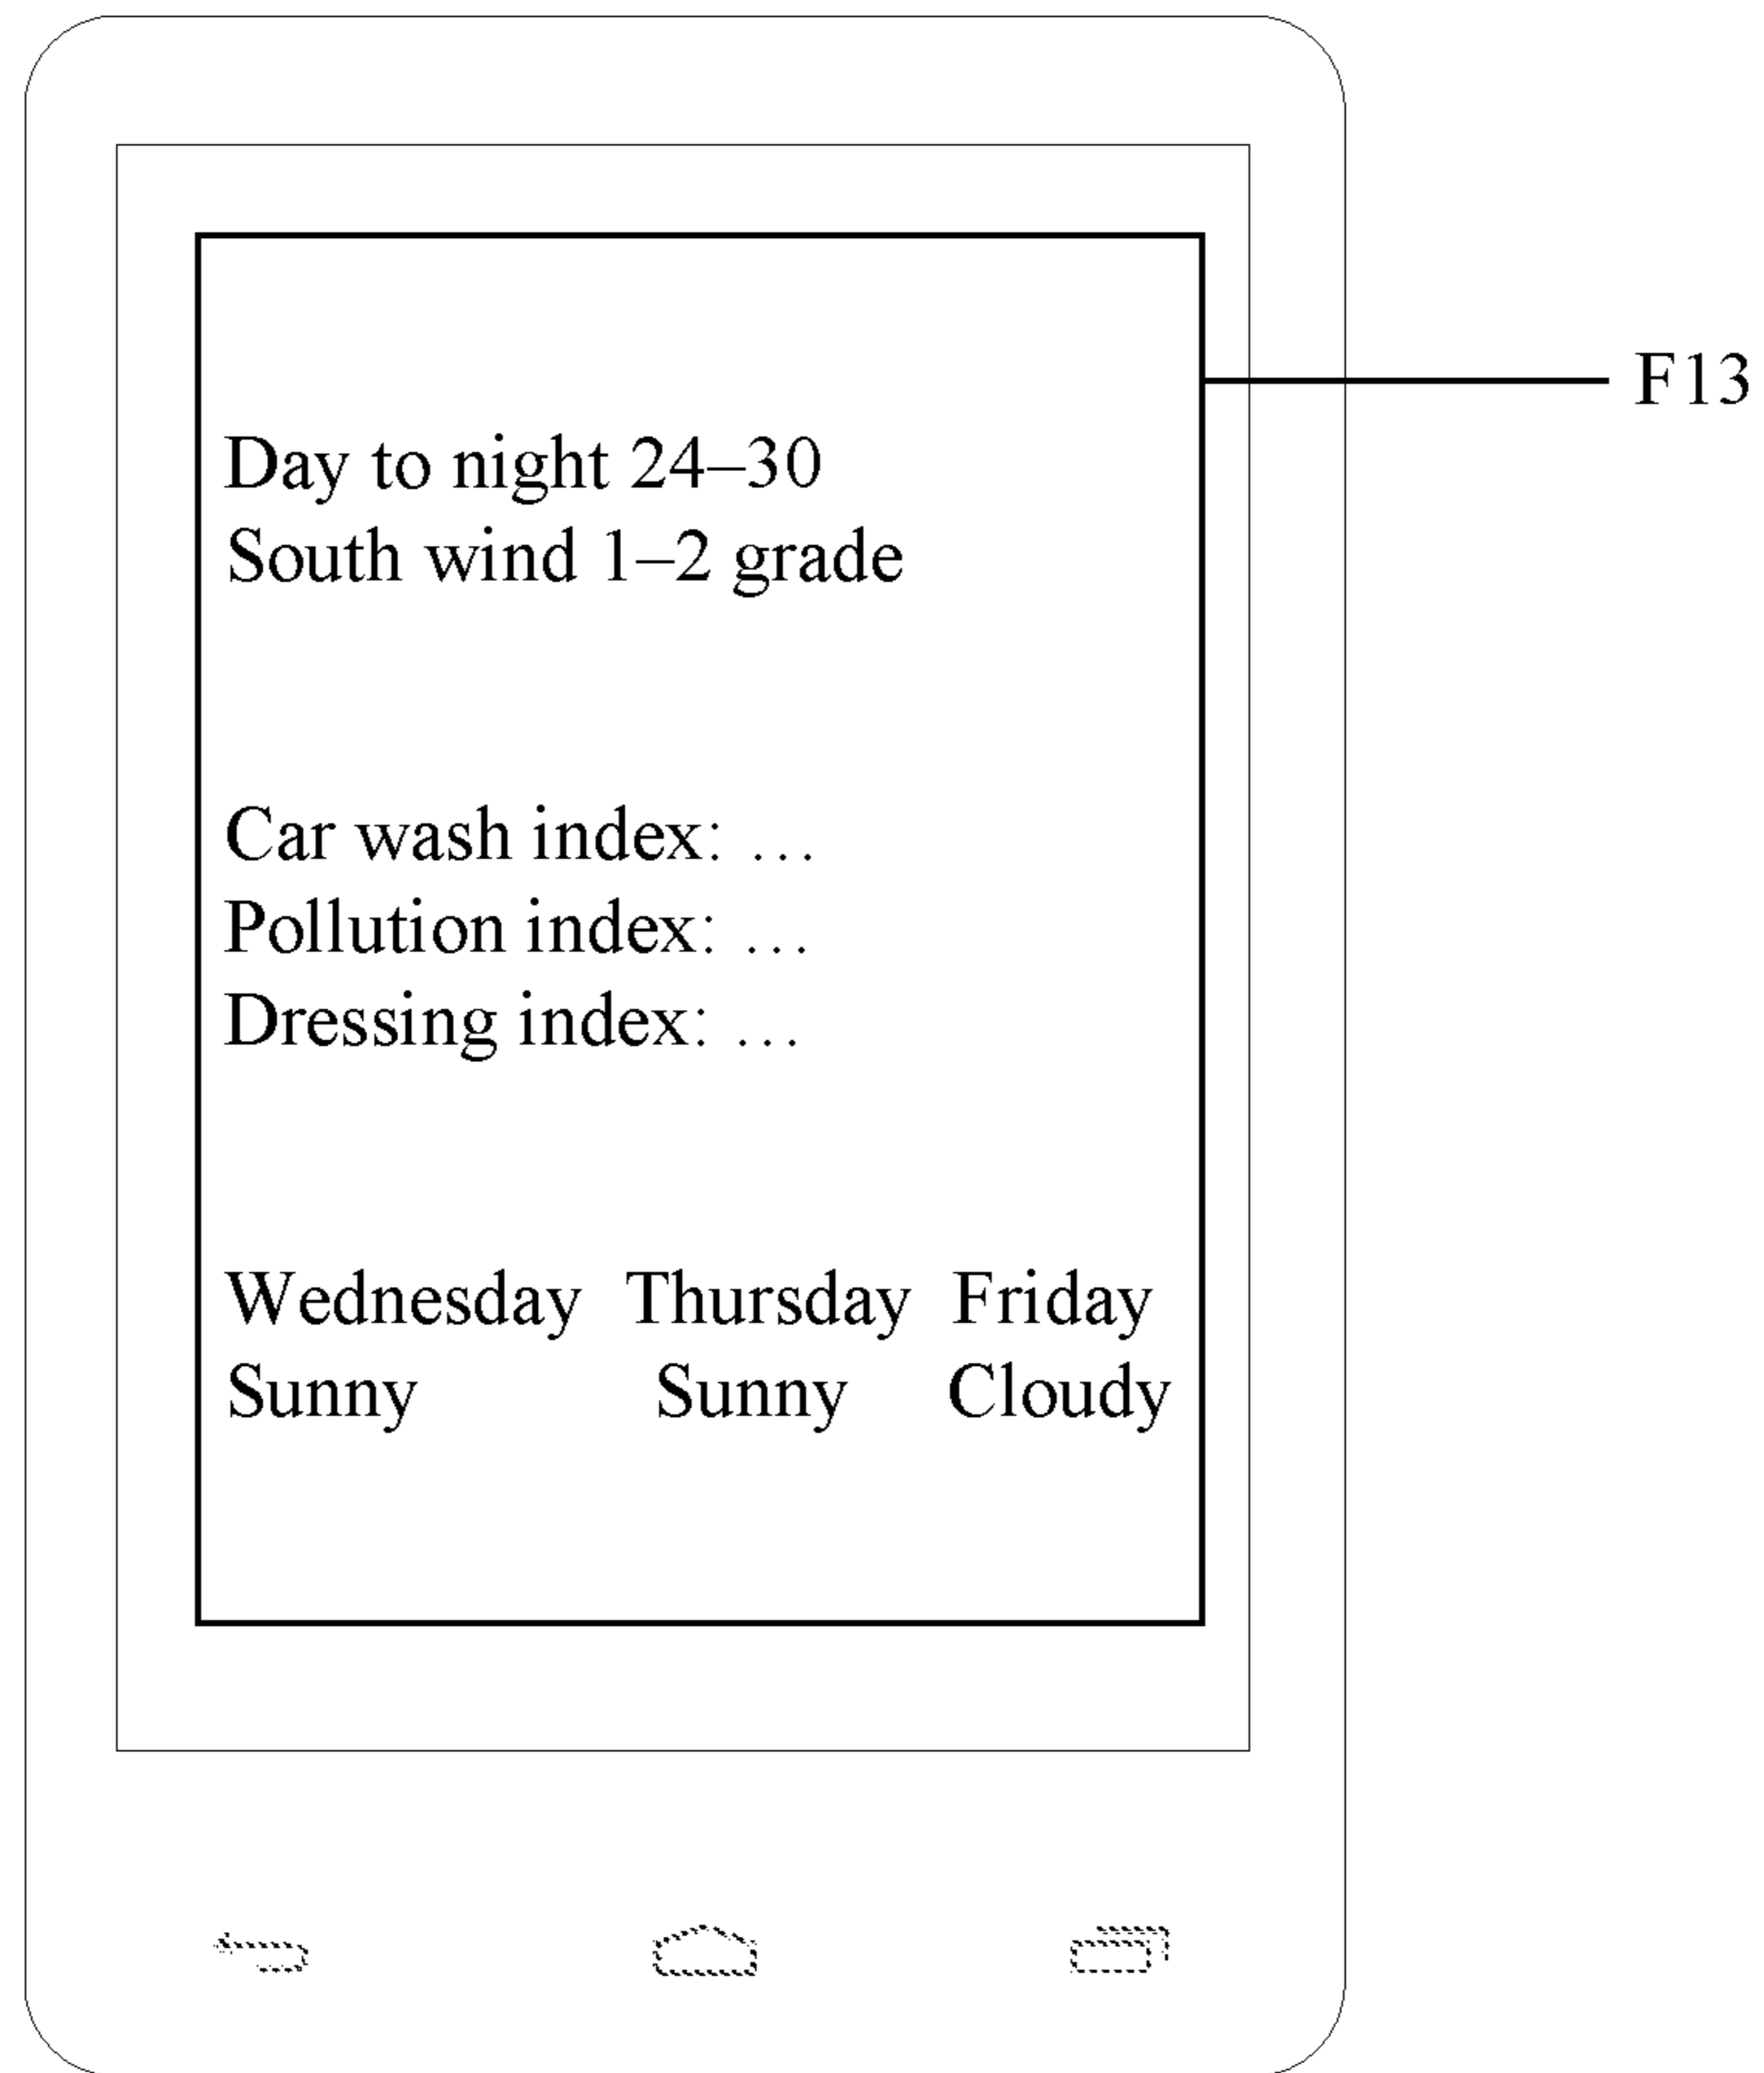 F13
Day to night 24–30
South wind 1–2 grade
Car wash index: …
Pollution index: …
Dressing index: …
Wednesday Thursday Friday
Sunny Sunny Cloudy